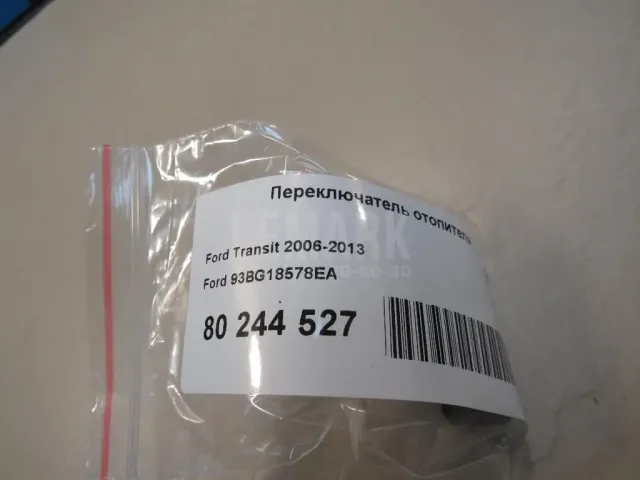 Переключатель отопителя
Ford Transit 2006-2013
Ford 93BG18578EA
80 244 527